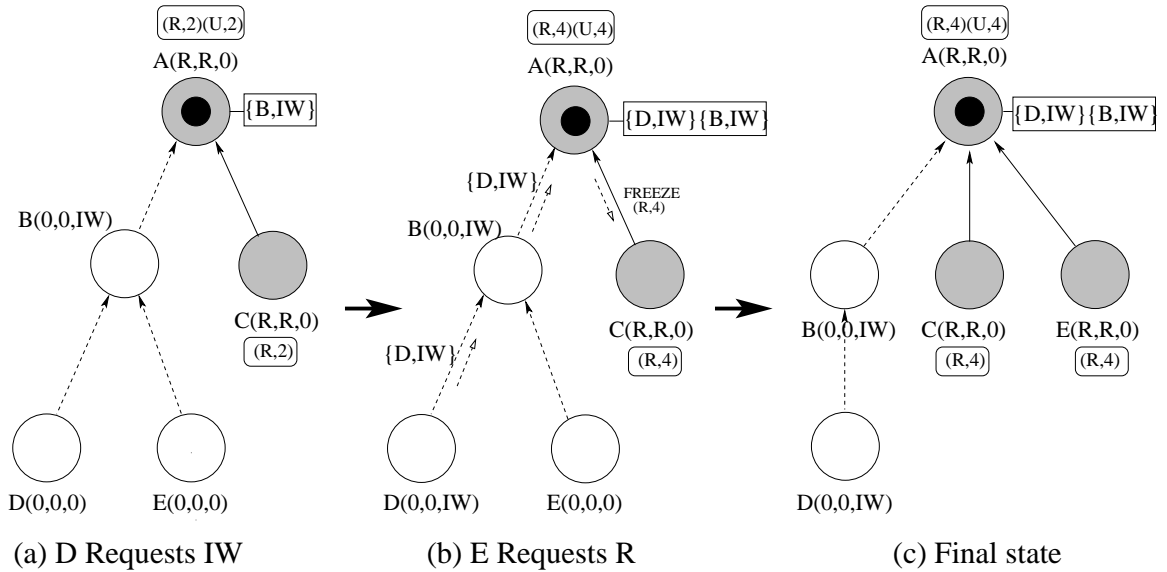 (R,2)(U,2)
A(R,R,0)
{B,IW}
B(0,0,IW)
C(R,R,0)
(R,2)
D(0,0,0)
E(0,0,0)
(a) D Requests IW
(R,4)(U,4)
A(R,R,0)
{D,IW}{B,IW}
{D,IW}
FREEZE
(R,4)
B(0,0,IW)
C(R,R,0)
(R,4)
{D,IW}
D(0,0,IW)
E(0,0,0)
(b) E Requests R
(R,4)(U,4)
A(R,R,0)
{D,IW}{B,IW}
B(0,0,IW)
C(R,R,0)
E(R,R,0)
(R,4)
(R,4)
D(0,0,IW)
(c) Final state